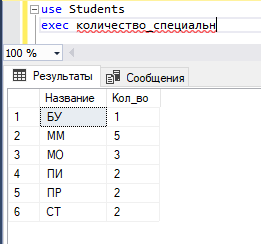 use Students
exec количество_специальн
100 %
Результаты Сообщения
Название Кол_во
1 БУ 1
2 ММ 5
3 МО 3
4 ПИ 2
5 ПР 2
6 СТ 2